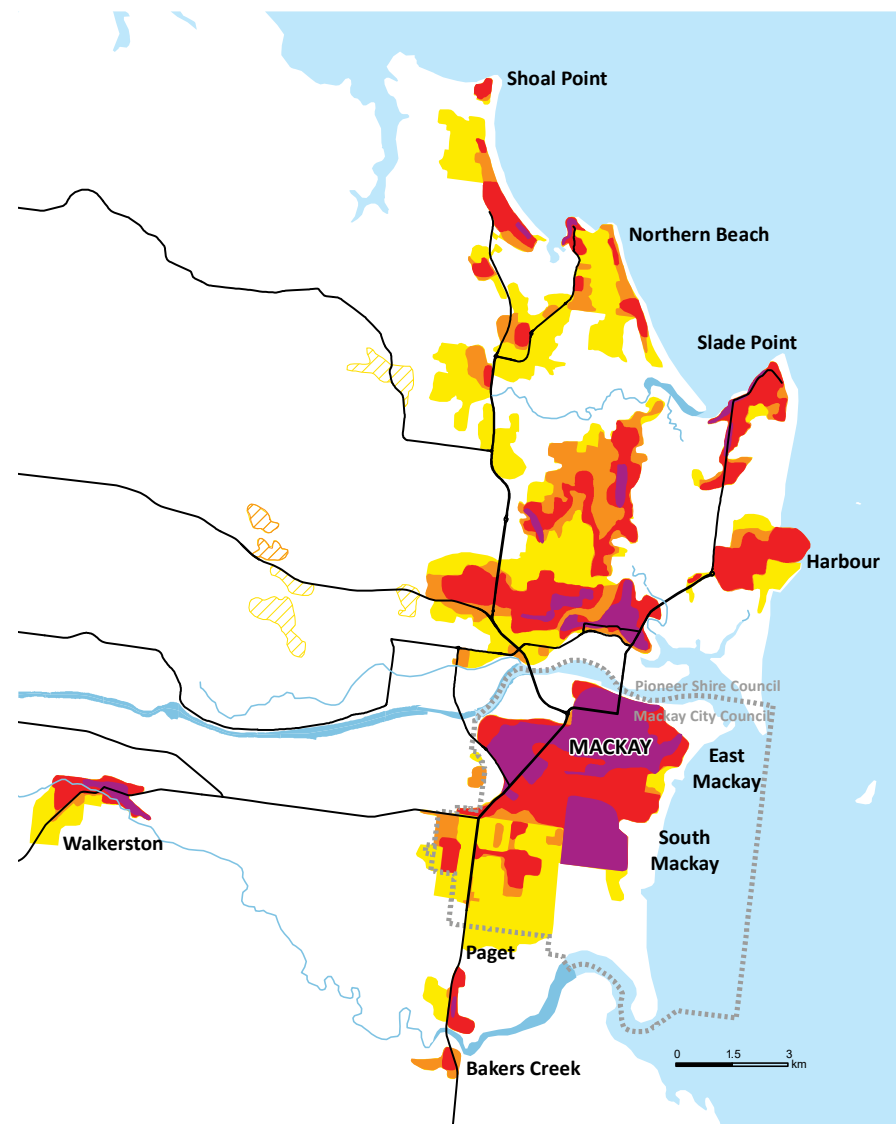 Shoal Point
Northern Beach
Slade Point
Harbour
Pioneer Shire Council
Mackay City Council
MACKAY
East
Mackay
South
Mackay
Walkerston
Paget
Bakers Creek
0 1.5 3
km